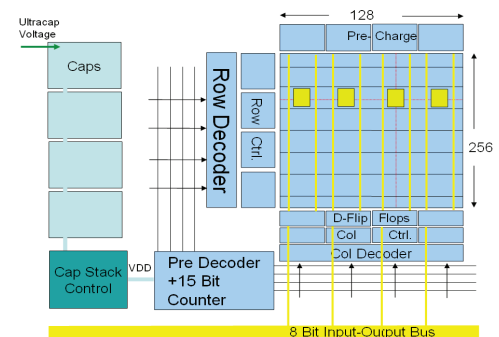 Ultracap
Voltage
128
Caps
Pre- Charge
Row Decoder
Row
Ctrl.
256
D-Flip Flops
Col Ctrl.
Col Decoder
Cap Stack
Control
VDD
Pre Decoder
+15 Bit
Counter
8 Bit Input-Output Bus